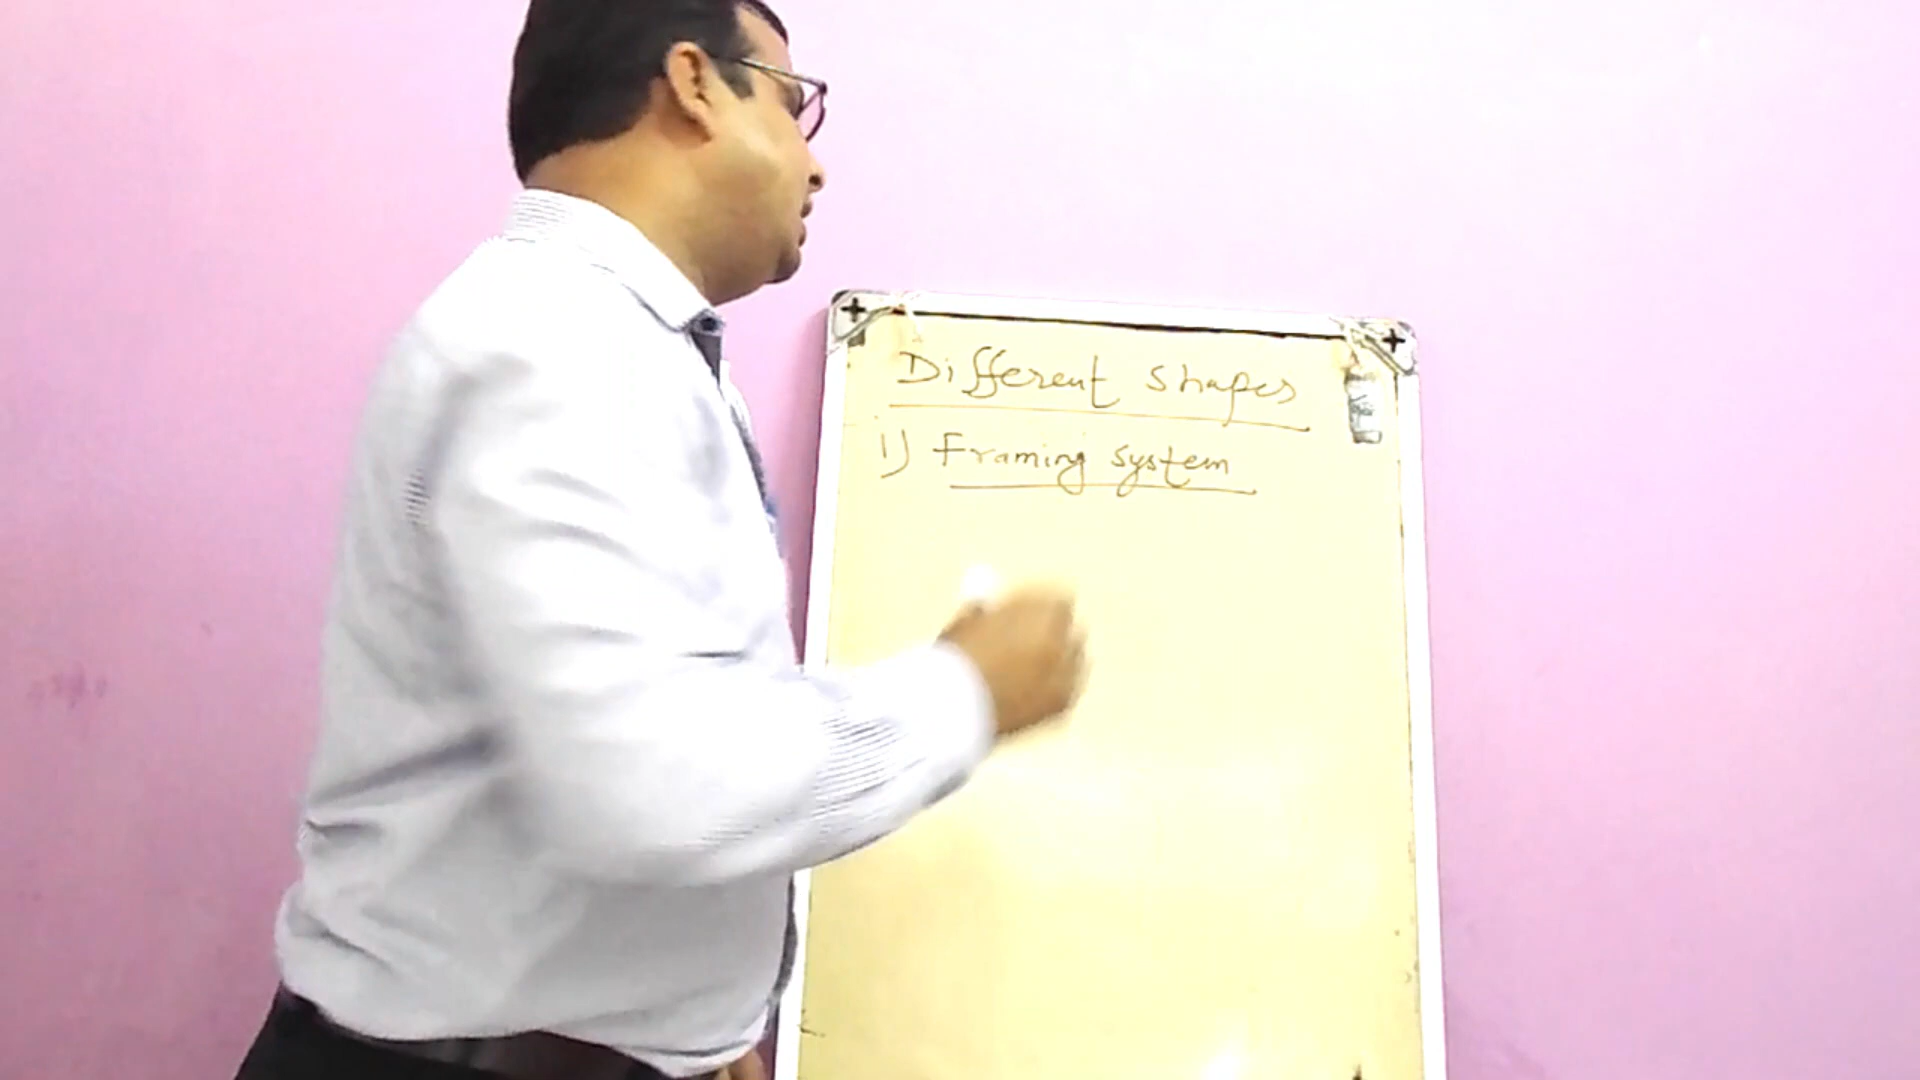 Different shapes
1) Framing system